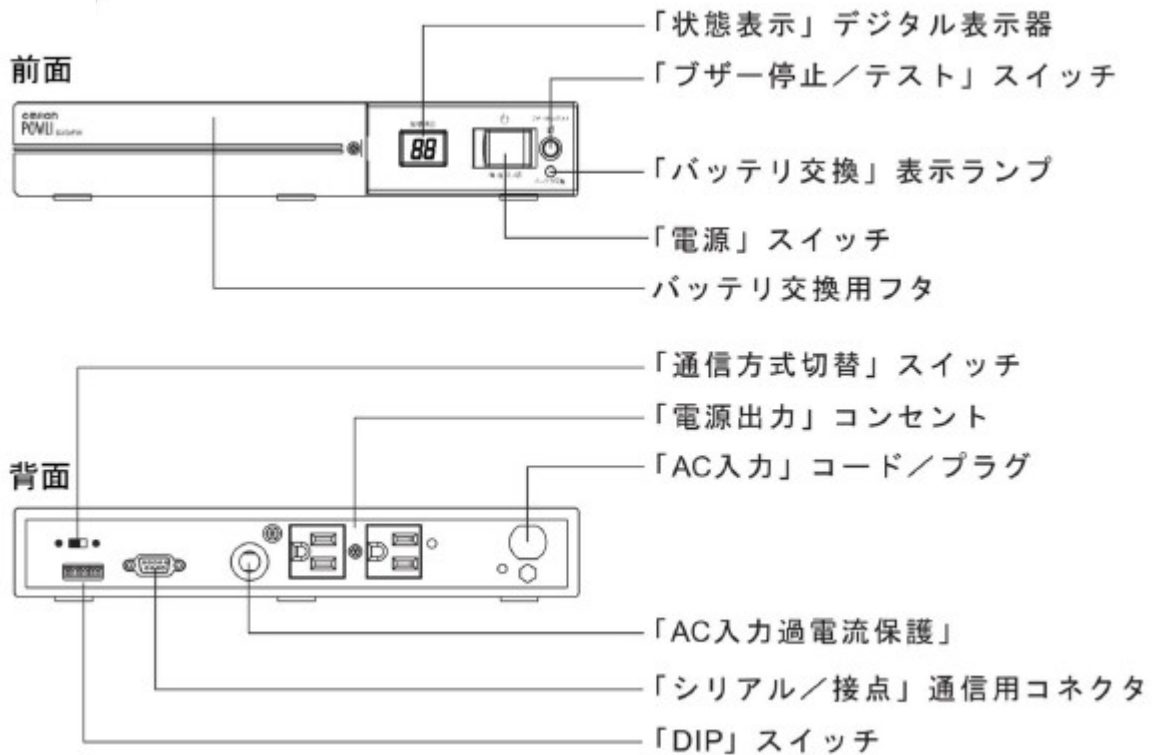 「状態表示」デジタル表示器
前面
「ブザー停止／テスト」スイッチ
omron
POWLI
88
「バッテリ交換」表示ランプ
「電源」スイッチ
バッテリ交換用フタ
「通信方式切替」スイッチ
「電源出力」コンセント
「AC入力」コード／プラグ
背面
「AC入力過電流保護」
「シリアル／接点」通信用コネクタ
「DIP」スイッチ